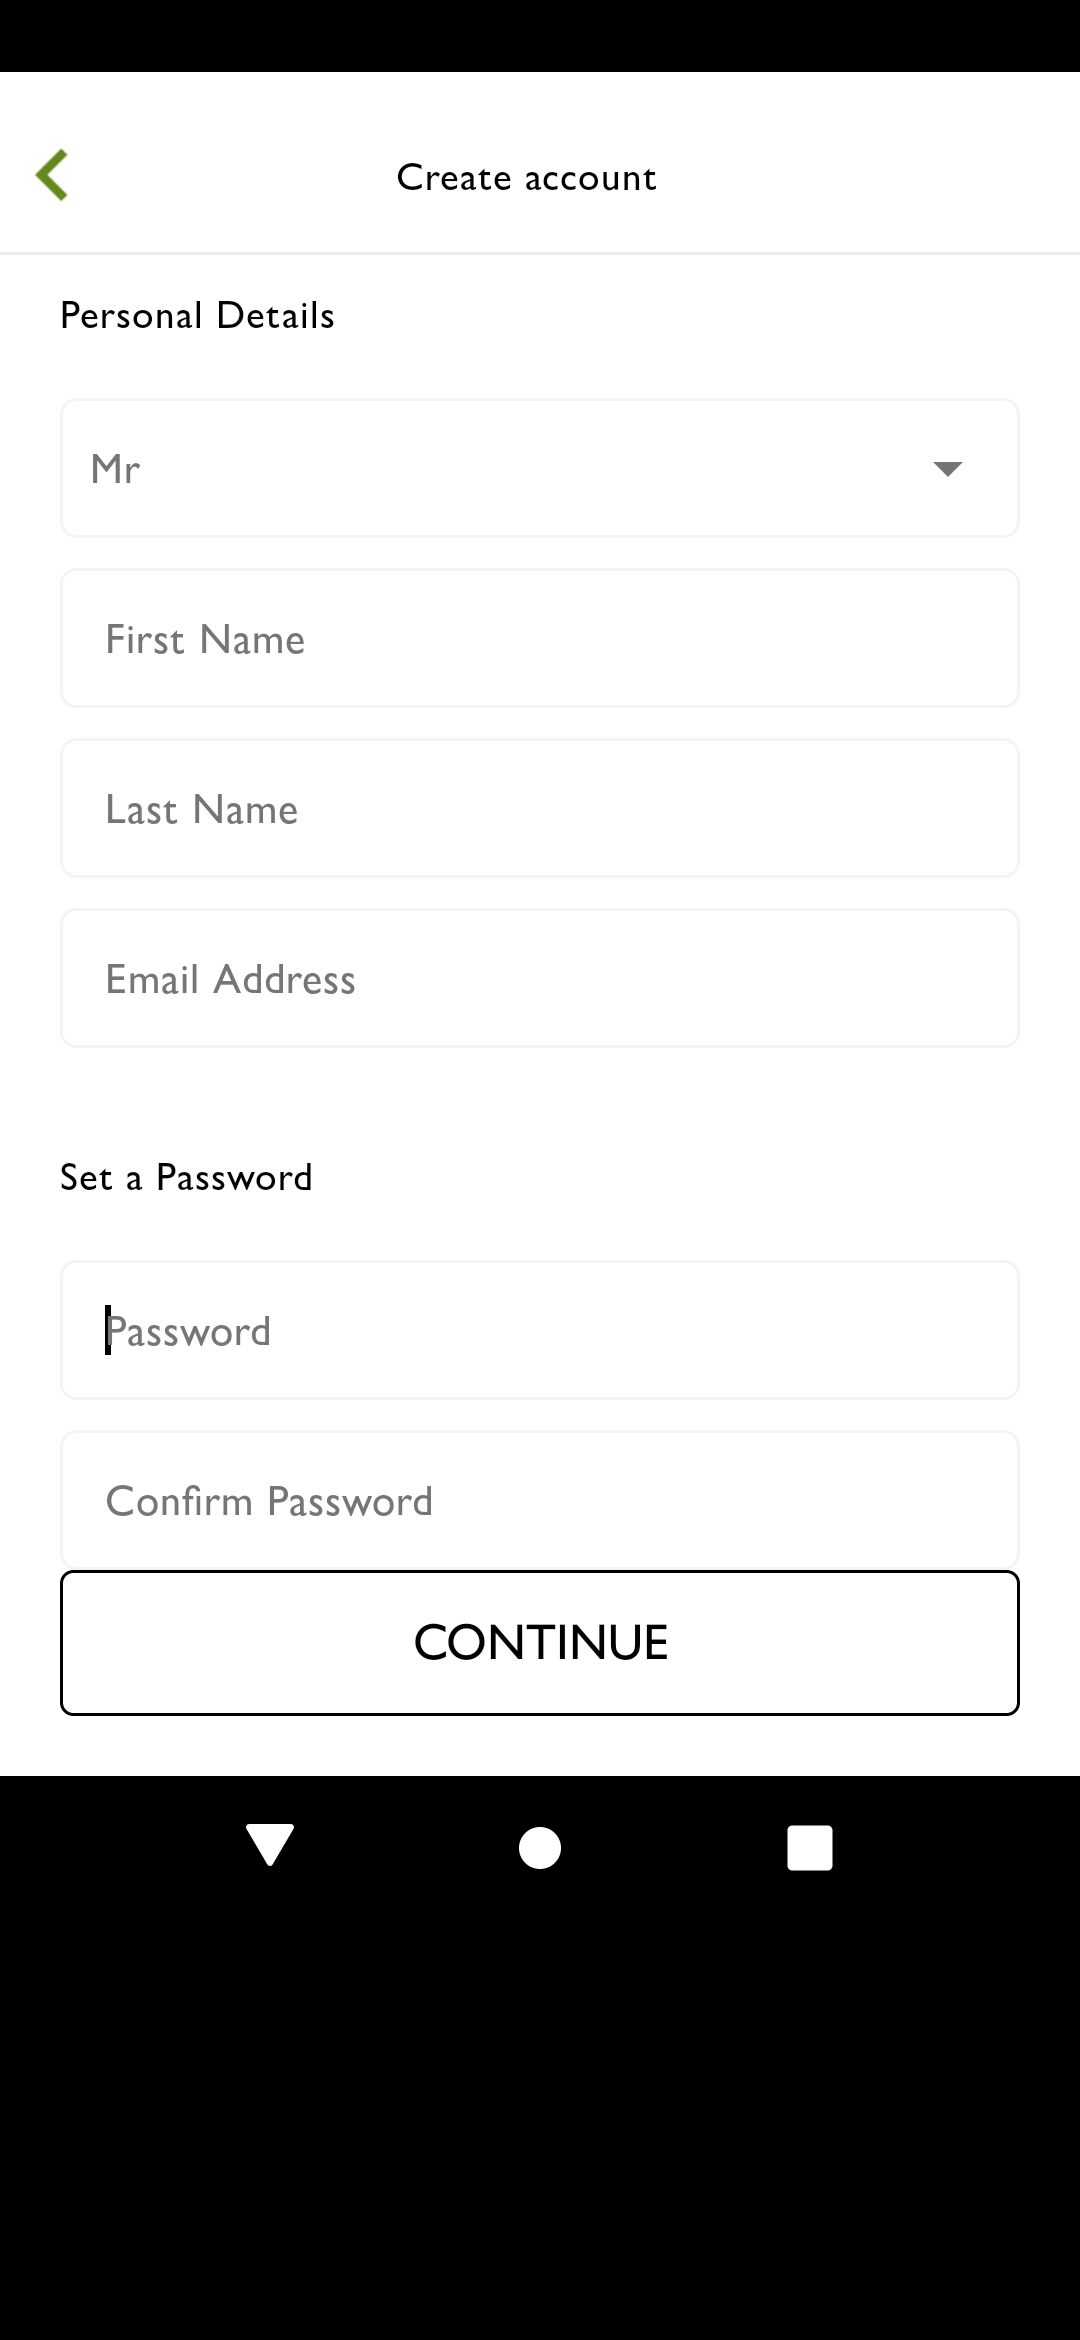 Create account
Personal Details
Mr
First Name
Last Name
Email Address
Set a Password
Password
Confirm Password
CONTINUE